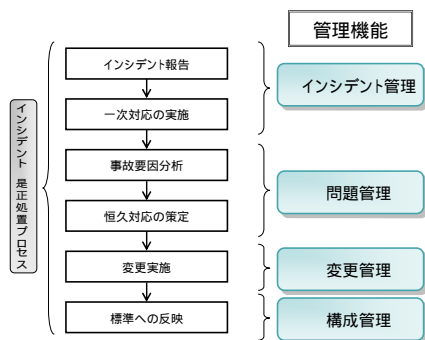 管理機能
インシデント 是正処置プロセス
インシデント報告
一次対応の実施
インシデント管理
事故要因分析
恒久対応の策定
問題管理
変更実施
変更管理
標準への反映
構成管理